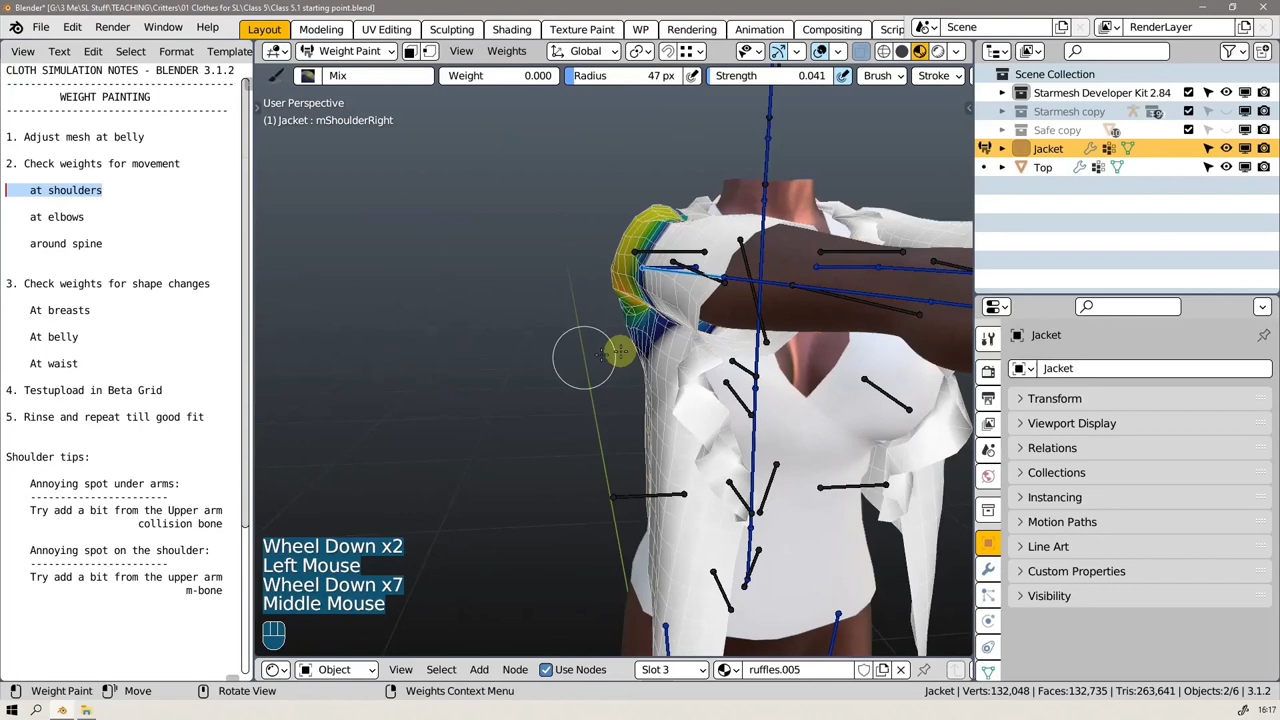 Blender* [G:\3 Me\SL Stuff\TEACHING\Critters\01 Clothes for SL\Class 5.1 starting point.blend]
File Edit Render Window Help
Layout Modeling UV Editing Sculpting Shading Texture Paint WP Rendering Animation Compositing Scrip
Scene
RenderLayer
View Text Edit Select Format Template
Weight Paint
View Weights
Global
Mix
Weight 0.000
Radius 47 px
Strength 0.041
Brush
Stroke
CLOTH SIMULATION NOTES - BLENDER 3.1.2
WEIGHT PAINTING
1. Adjust mesh at belly
2. Check weights for movement
at shoulders
at elbows
around spine
3. Check weights for shape changes
At breasts
At belly
At waist
4. Testupload in Beta Grid
5. Rinse and repeat till good fit
Shoulder tips:
Annoying spot under arms:
Try add a bit from the Upper arm
collision bone
Annoying spot on the shoulder:
Try add a bit from the upper arm
m-bone
User Perspective
(1) Jacket : mShoulderRight
Wheel Down x2
Left Mouse
Wheel Down x7
Middle Mouse
Scene Collection
Starmesh Developer Kit 2.84
Starmesh copy
Safe copy
Jacket
Top
Jacket
Jacket
Transform
Viewport Display
Relations
Collections
Instancing
Motion Paths
Line Art
Custom Properties
Visibility
Object
View Select Add Node
Use Nodes
Slot 3
ruffles.005
Weight Paint
Move
Rotate View
Weights Context Menu
Jacket | Verts:132,048 | Faces:132,735 | Tris:263,641 | Objects:2/6 | 3.1.2
16:17